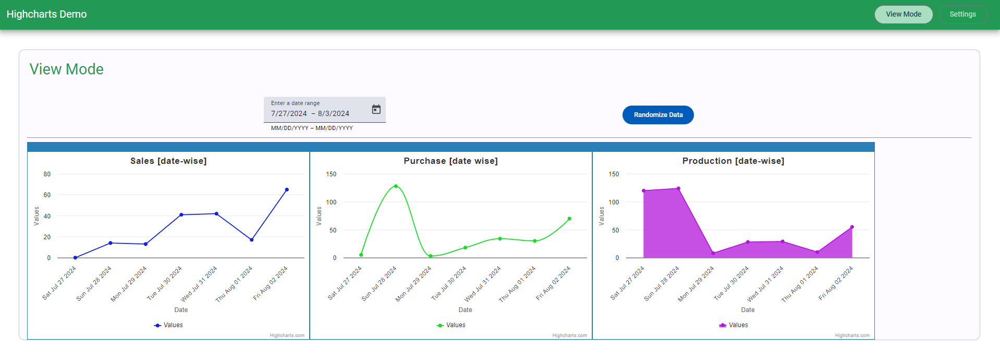 Highcharts Demo
View Mode
Settings
View Mode
Enter a date range
7/27/2024 – 8/3/2024
MM/DD/YYYY – MM/DD/YYYY
Randomize Data
Sales [date-wise]
80
60
40
20
0
Values
Sat Jul 27 2024
Sun Jul 28 2024
Mon Jul 29 2024
Tue Jul 30 2024
Wed Jul 31 2024
Thu Aug 01 2024
Fri Aug 02 2024
Date
Values
Highcharts.com
Purchase [date wise]
150
100
50
0
Values
Sat Jul 27 2024
Sun Jul 28 2024
Mon Jul 29 2024
Tue Jul 30 2024
Wed Jul 31 2024
Thu Aug 01 2024
Fri Aug 02 2024
Date
Values
Highcharts.com
Production [date-wise]
150
100
50
0
Values
Sat Jul 27 2024
Sun Jul 28 2024
Mon Jul 29 2024
Tue Jul 30 2024
Wed Jul 31 2024
Thu Aug 01 2024
Fri Aug 02 2024
Date
Values
Highcharts.com